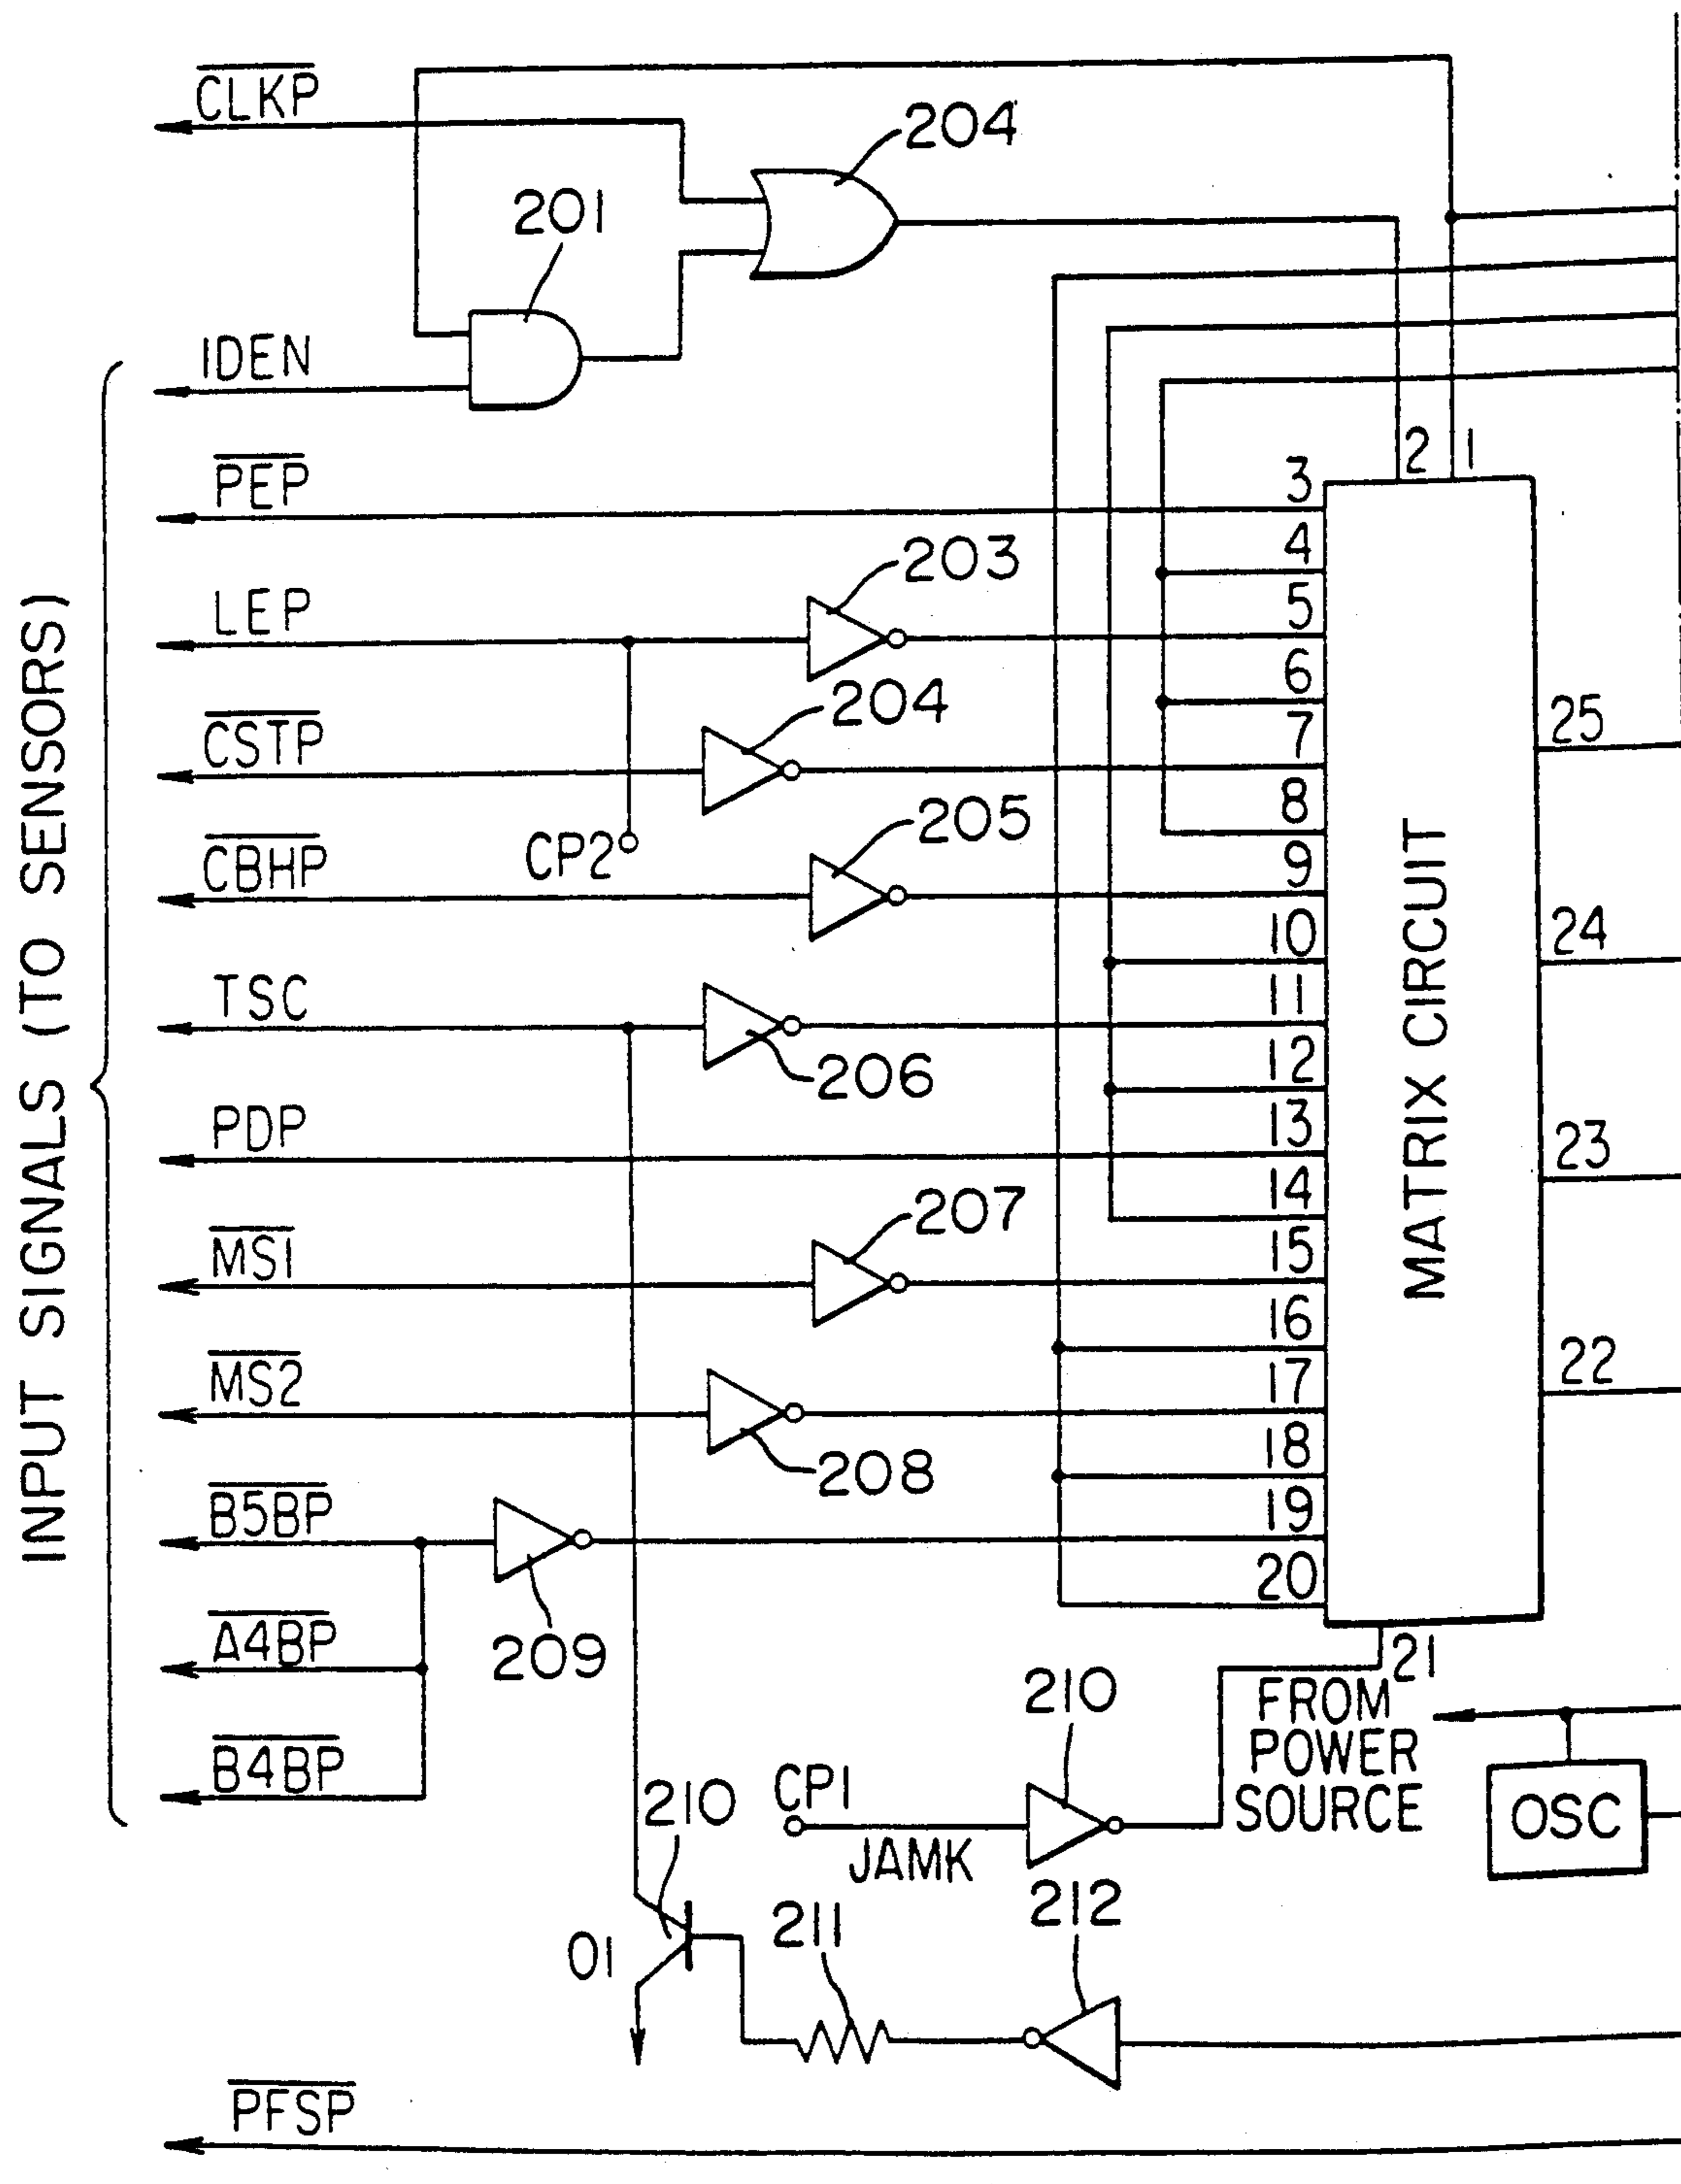 CLKP
204
201
IDEN
2
1
PEP
3
4
203
LEP
5
6
204
CSTP
7
25
8
205
CP2
CBHP
9
10
24
TSC
11
206
12
PDP
13
23
14
207
MS1
15
16
22
MS2
17
208
18
B5BP
19
20
209
A4BP
21
210
FROM
POWER
SOURCE
B4BP
CP1
210
JAMK
OSC
212
211
01
PFSP
INPUT SIGNALS (TO SENSORS)
MATRIX CIRCUIT